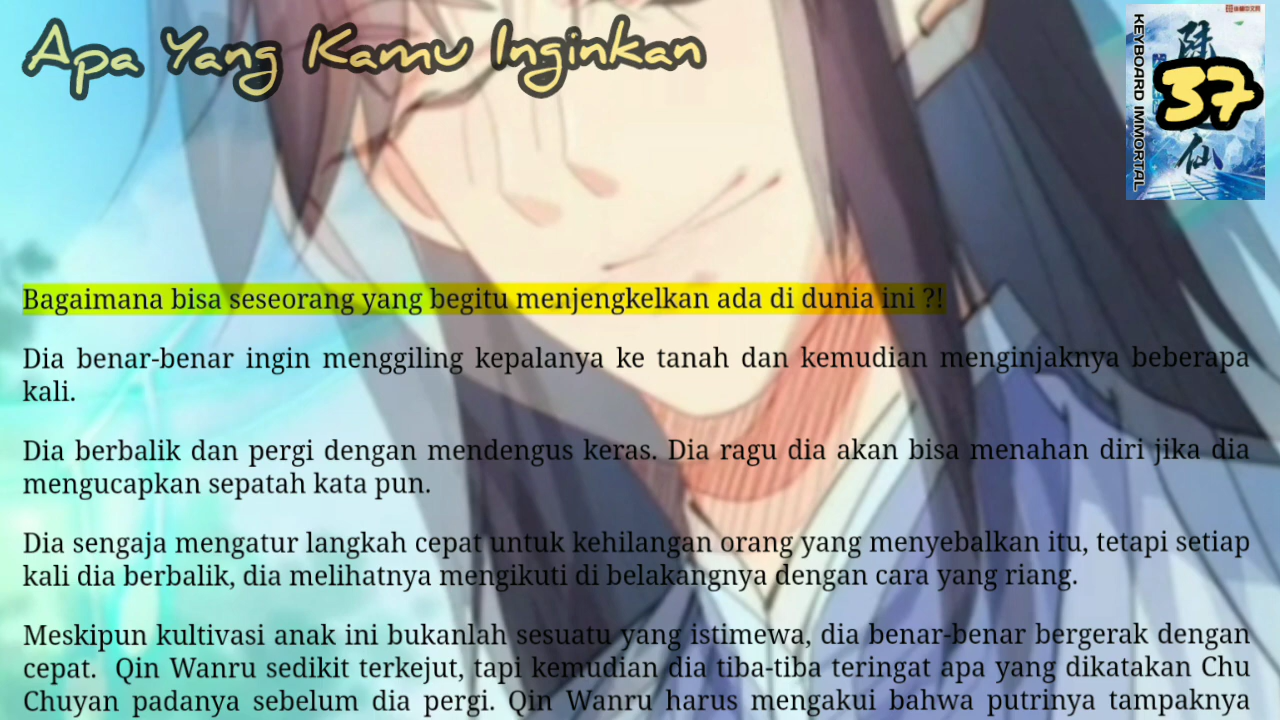 Apa Yang Kamu Inginkan
KEYBOARD IMMORTAL
37
仙
Bagaimana bisa seseorang yang begitu menjengkelkan ada di dunia ini ?!
Dia benar-benar ingin menggiling kepalanya ke tanah dan kemudian menginjaknya beberapa
kali.
Dia berbalik dan pergi dengan mendengus keras. Dia ragu dia akan bisa menahan diri jika dia
mengucapkan sepatah kata pun.
Dia sengaja mengatur langkah cepat untuk kehilangan orang yang menyebalkan itu, tetapi setiap
kali dia berbalik, dia melihatnya mengikuti di belakangnya dengan cara yang riang.
Meskipun kultivasi anak ini bukanlah sesuatu yang istimewa, dia benar-benar bergerak dengan
cepat.  Qin Wanru sedikit terkejut, tapi kemudian dia tiba-tiba teringat apa yang dikatakan Chu
Chuyan padanya sebelum dia pergi. Qin Wanru harus mengakui bahwa putrinya tampaknya